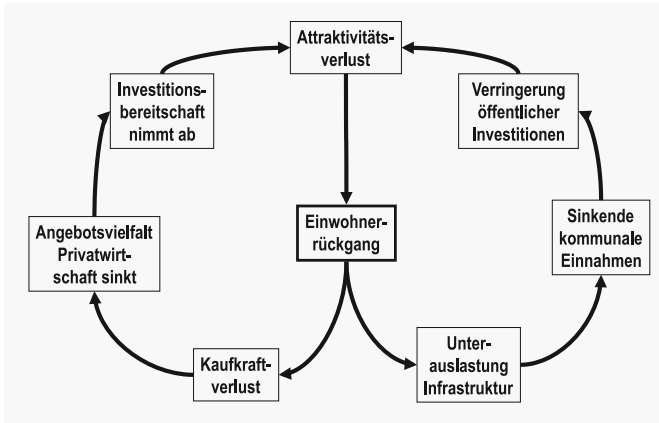 Attraktivitäts-
verlust
Investitions-
bereitschaft
nimmt ab
Verringerung
öffentlicher
Investitionen
Angebotsvielfalt
Privatwirt-
schaft sinkt
Einwohner-
rückgang
Sinkende
kommunale
Einnahmen
Kaufkraft-
verlust
Unter-
auslastung
Infrastruktur